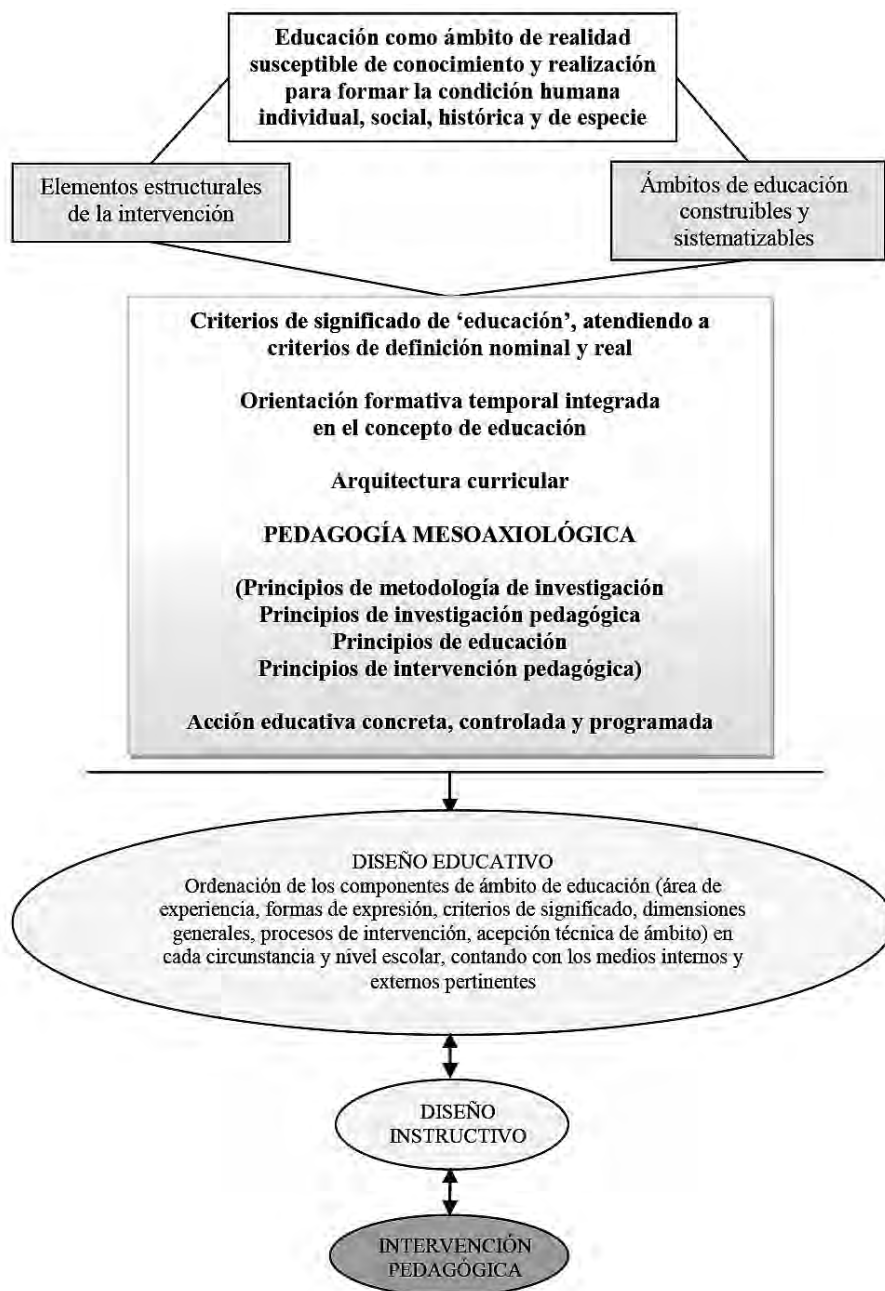 Educación como ámbito de realidad
susceptible de conocimiento y realización
para formar la condición humana
individual, social, histórica y de especie
Elementos estructurales
de la intervención
Ámbitos de educación
construibles y
sistematizables
Criterios de significado de ‘educación’, atendiendo a
criterios de definición nominal y real
Orientación formativa temporal integrada
en el concepto de educación
Arquitectura curricular
PEDAGOGÍA MESOAXIOLÓGICA
(Principios de metodología de investigación
Principios de investigación pedagógica
Principios de educación
Principios de intervención pedagógica)
Acción educativa concreta, controlada y programada
DISEÑO EDUCATIVO
Ordenación de los componentes de ámbito de educación (área de
experiencia, formas de expresión, criterios de significado, dimensiones
generales, procesos de intervención, acepción técnica de ámbito) en
cada circunstancia y nivel escolar, contando con los medios internos y
externos pertinentes
DISEÑO
INSTRUCTIVO
INTERVENCIÓN
PEDAGÓGICA